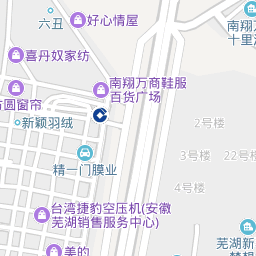 六丑
好心情屋
南翔万
十里江
喜丹奴家纺
南翔万商鞋服
百货广场
方圆窗帘
新颖羽绒
2号楼
3号楼
22号楼
精一门膜业
4号楼
台湾捷豹空压机(安徽
芜湖销售服务中心)
芜湖新
美的